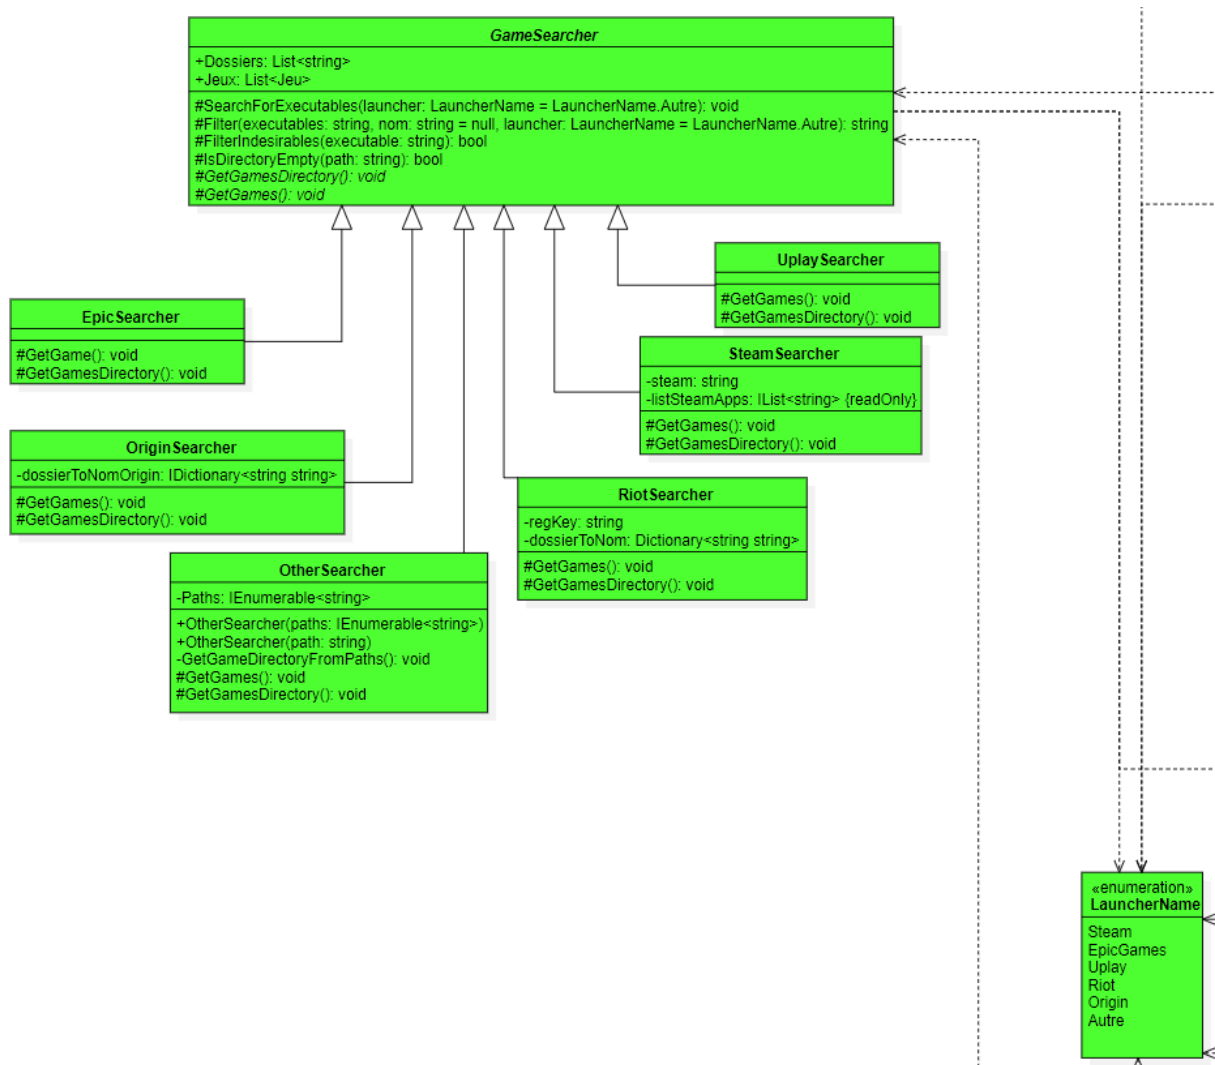 GameSearcher
+Dossiers: List<string>
+Jeux: List<Jeu>
#SearchForExecutables(launcher: LauncherName = LauncherName.Autre): void
#Filter(executables: string, nom: string = null, launcher: LauncherName = LauncherName.Autre): string
#FilterIndesirables(executable: string): bool
#IsDirectoryEmpty(path: string): bool
#GetGamesDirectory(): void
#GetGames(): void
UplaySearcher
#GetGames(): void
#GetGamesDirectory(): void
EpicSearcher
#GetGame(): void
#GetGamesDirectory(): void
SteamSearcher
-steam: string
-listSteamApps: IList<string> {readOnly}
#GetGames(): void
#GetGamesDirectory(): void
OriginSearcher
-dossierToNomOrigin: IDictionary<string string>
#GetGames(): void
#GetGamesDirectory(): void
RiotSearcher
-regKey: string
-dossierToNom: Dictionary<string string>
#GetGames(): void
#GetGamesDirectory(): void
OtherSearcher
-Paths: IEnumerable<string>
+OtherSearcher(paths: IEnumerable<string>)
+OtherSearcher(path: string)
-GetGameDirectoryFromPaths(): void
#GetGames(): void
#GetGamesDirectory(): void
«enumeration»
LauncherName
Steam
EpicGames
Uplay
Riot
Origin
Autre